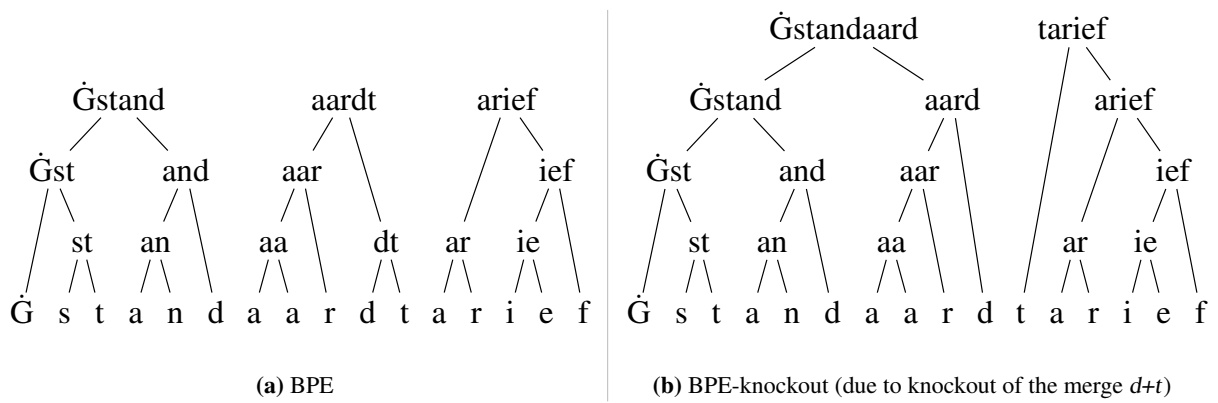 Ġstand aardt arief
Ġst and aar ief
st an aa dt ar ie
Ġ s t a n d a a r d t a r i e f
(a) BPE
Ġstandaard tarief
Ġstand aard arief
Ġst and aar ief
st an aa ar ie
Ġ s t a n d a a r d t a r i e f
(b) BPE-knockout (due to knockout of the merge d+t)